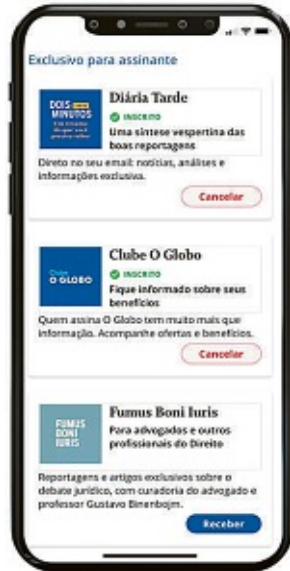 Exclusivo para assinante
DOIS
MINUTOS
Diária Tarde
INSCRITO
Uma síntese vespertina das
boas reportagens
Direto no seu email: notícias, análises e
informações exclusiva.
Cancelar
Clube
O GLOBO
Clube O Globo
INSCRITO
Fique informado sobre seus
benefícios
Quem assina O Globo tem muito mais que
informação. Acompanhe ofertas e benefícios.
Cancelar
FUMUS
BONI
IURIS
Fumus Boni Iuris
Para advogados e outros
profissionais do Direito
Reportagens e artigos exclusivos sobre o
debate jurídico, com curadoria do advogado e
professor Gustavo Binenbojm.
Receber